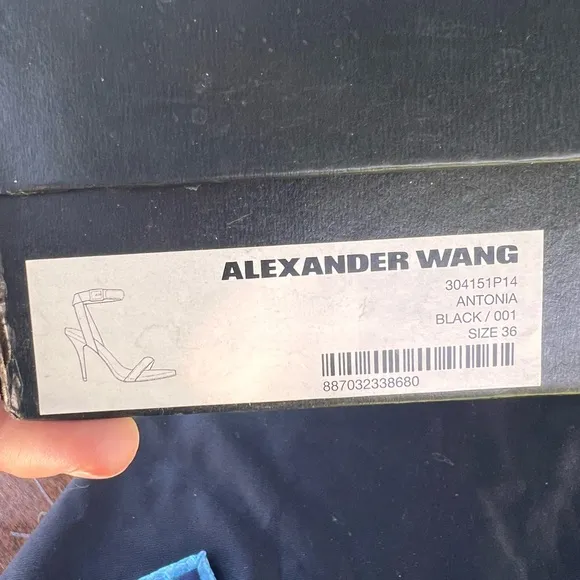 ALEXANDER WANG
304151P14
ANTONIA
BLACK / 001
SIZE 36
887032338680